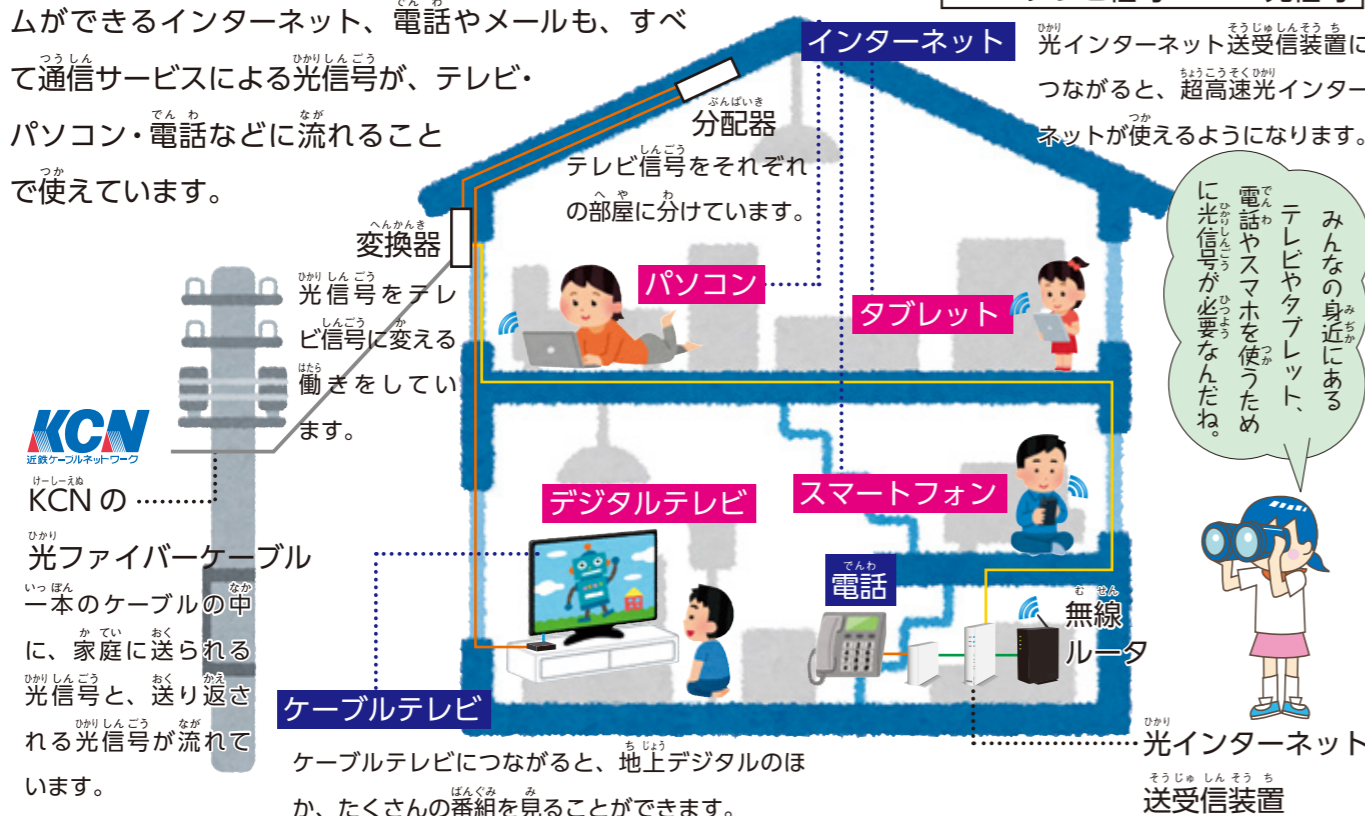 ムができるインターネット、電話やメールも、すべ
て通信サービスによる光信号が、テレビ・
パソコン・電話などに流れること
で使えています。
インターネット
光インターネット送受信装置に
つながると、超高速光インター
ネットが使えるようになります。
分配器
テレビ信号をそれぞれ
の部屋に分けています。
変換器
光信号をテレ
ビ信号に変える
働きをしてい
ます。
パソコン
タブレット
みんなの身近にある
テレビやタブレット、
電話やスマホを使うため
に光信号が必要なんだね。
KCN
近鉄ケーブルネットワーク
KCNの
光ファイバーケーブル
一本のケーブルの中
に、家庭に送られる
光信号と、送り返さ
れる光信号が流れて
います。
デジタルテレビ
スマートフォン
電話
無線
ルータ
ケーブルテレビ
ケーブルテレビにつながると、地上デジタルのほ
か、たくさんの番組を見ることができます。
光インターネット
送受信装置